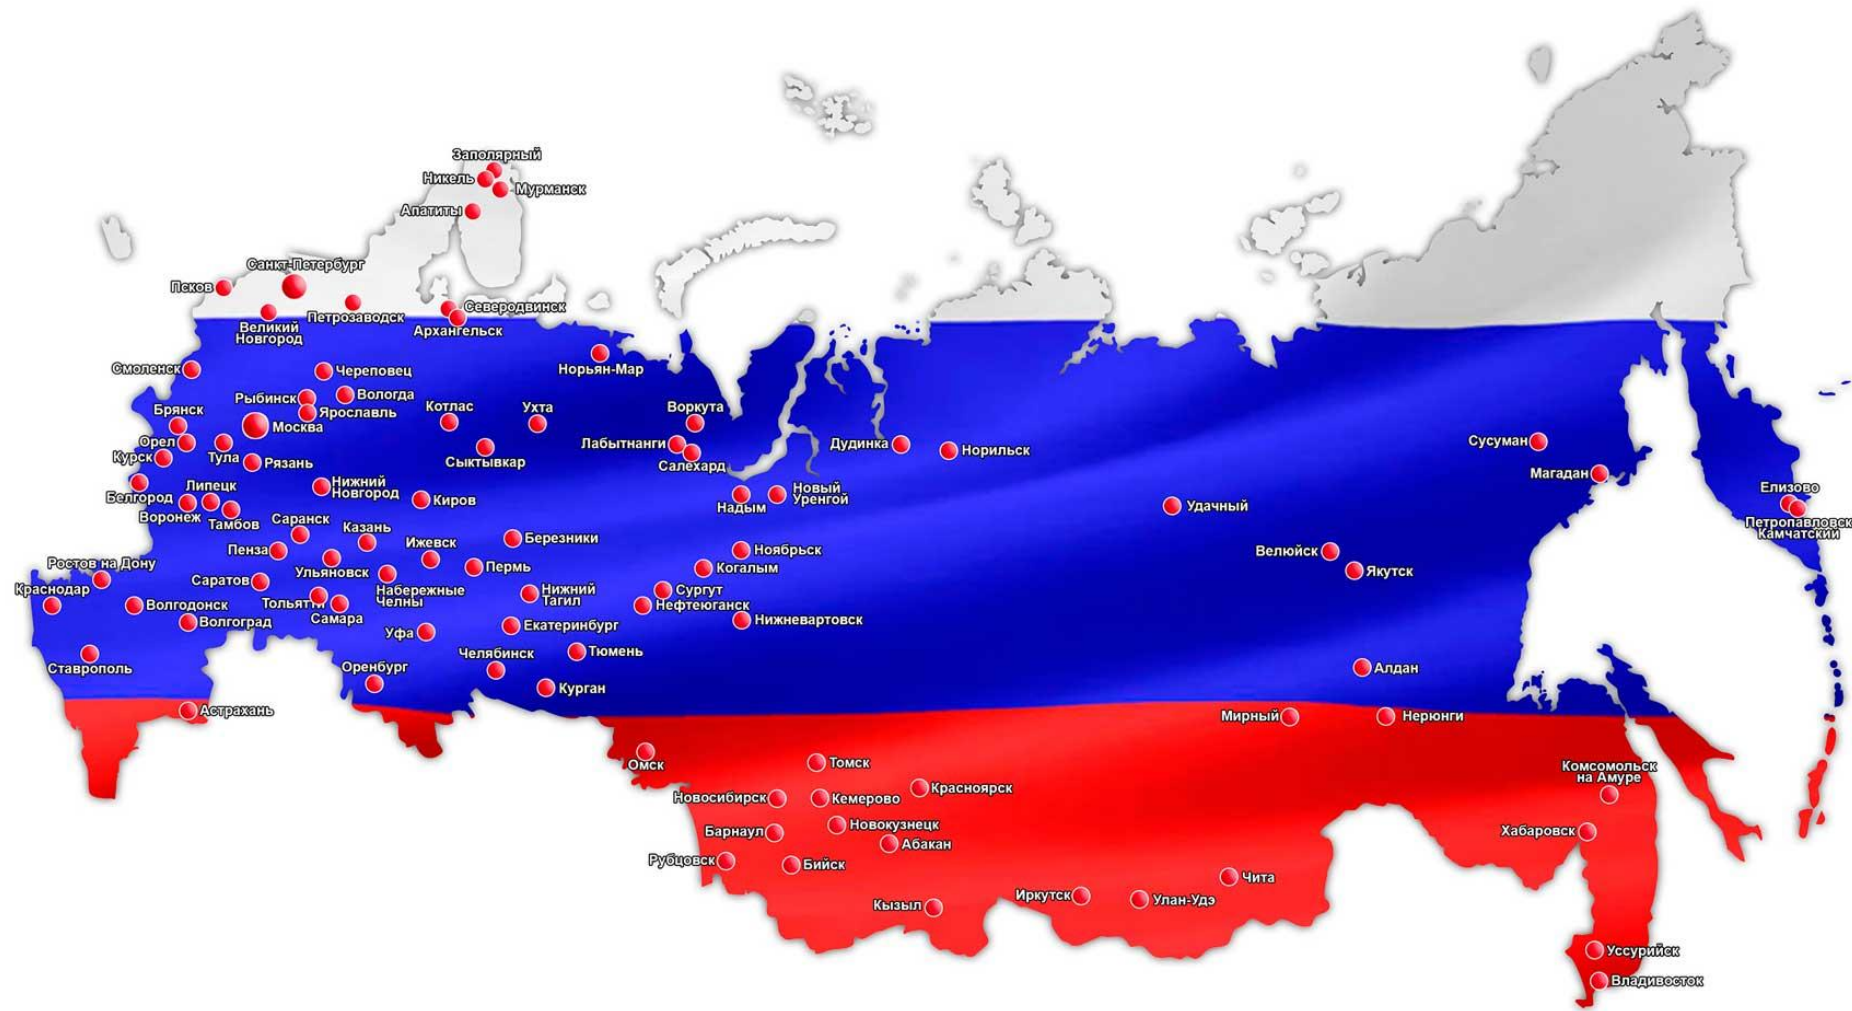 Заполярный
Никель
Мурманск
Апатиты
Санкт-Петербург
Псков
Северодвинск
Петрозаводск
Великий
Новгород
Архангельск
Смоленск
Череповец
Норьян-Мар
Рыбинск
Вологда
Ярославль
Котлас
Ухта
Воркута
Брянск
Москва
Орел
Тула
Лабытнанги
Дудинка
Норильск
Сусуман
Курск
Рязань
Сыктывкар
Салехард
Магадан
Нижний
Новгород
Липецк
Белгород
Киров
Надым
Новый
Уренгой
Удачный
Елизово
Воронеж
Тамбов
Петропавловск
Камчатский
Саранск
Казань
Березники
Пенза
Ижевск
Ноябрьск
Велюйск
Ростов на Дону
Ульяновск
Пермь
Когалым
Якутск
Саратов
Набережные
Челны
Нижний
Тагил
Сургут
Краснодар
Волгодонск
Тольятти
Самара
Нефтеюганск
Волгоград
Уфа
Екатеринбург
Нижневартовск
Челябинск
Тюмень
Ставрополь
Оренбург
Курган
Алдан
Астрахань
Мирный
Нерюнги
Омск
Томск
Комсомольск
на Амуре
Красноярск
Новосибирск
Кемерово
Барнаул
Новокузнецк
Хабаровск
Абакан
Рубцовск
Бийск
Чита
Иркутск
Улан-Удэ
Кызыл
Уссурийск
Владивосток